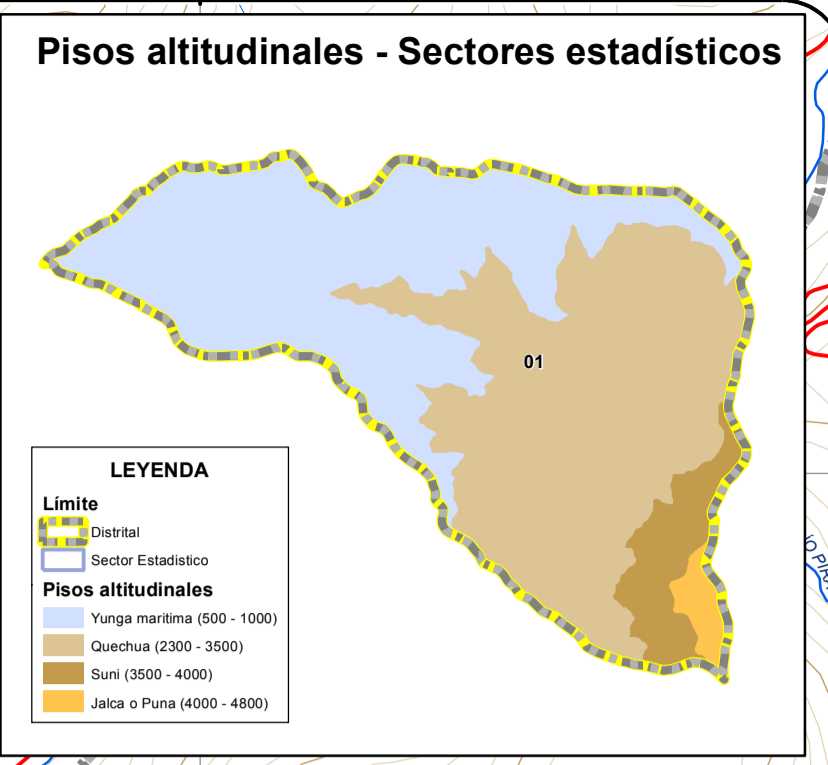 Pisos altitudinales - Sectores estadísticos
01
LEYENDA
Límite
Distrital
Sector Estadistico
Pisos altitudinales
Yunga maritima (500 - 1000)
Quechua (2300 - 3500)
Suni (3500 - 4000)
Jalca o Puna (4000 - 4800)